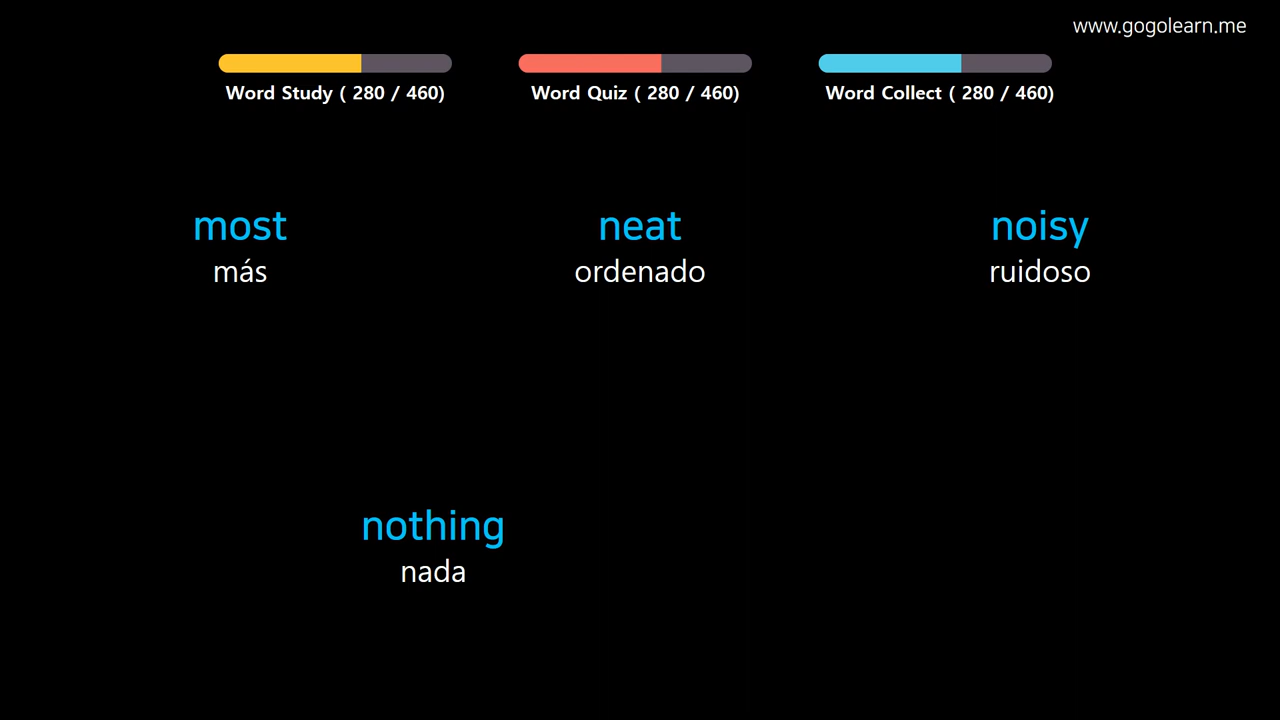 www.gogolearn.me
Word Study ( 280 / 460)
Word Quiz ( 280 / 460)
Word Collect ( 280 / 460)
most
más
neat
ordenado
noisy
ruidoso
nothing
nada